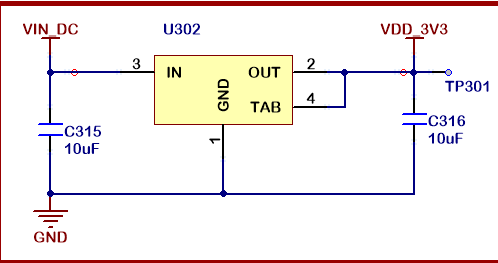 VIN_DC
U302
VDD_3V3
3
IN
OUT
2
GND
TAB
4
TP301
1
C315
10uF
C316
10uF
GND